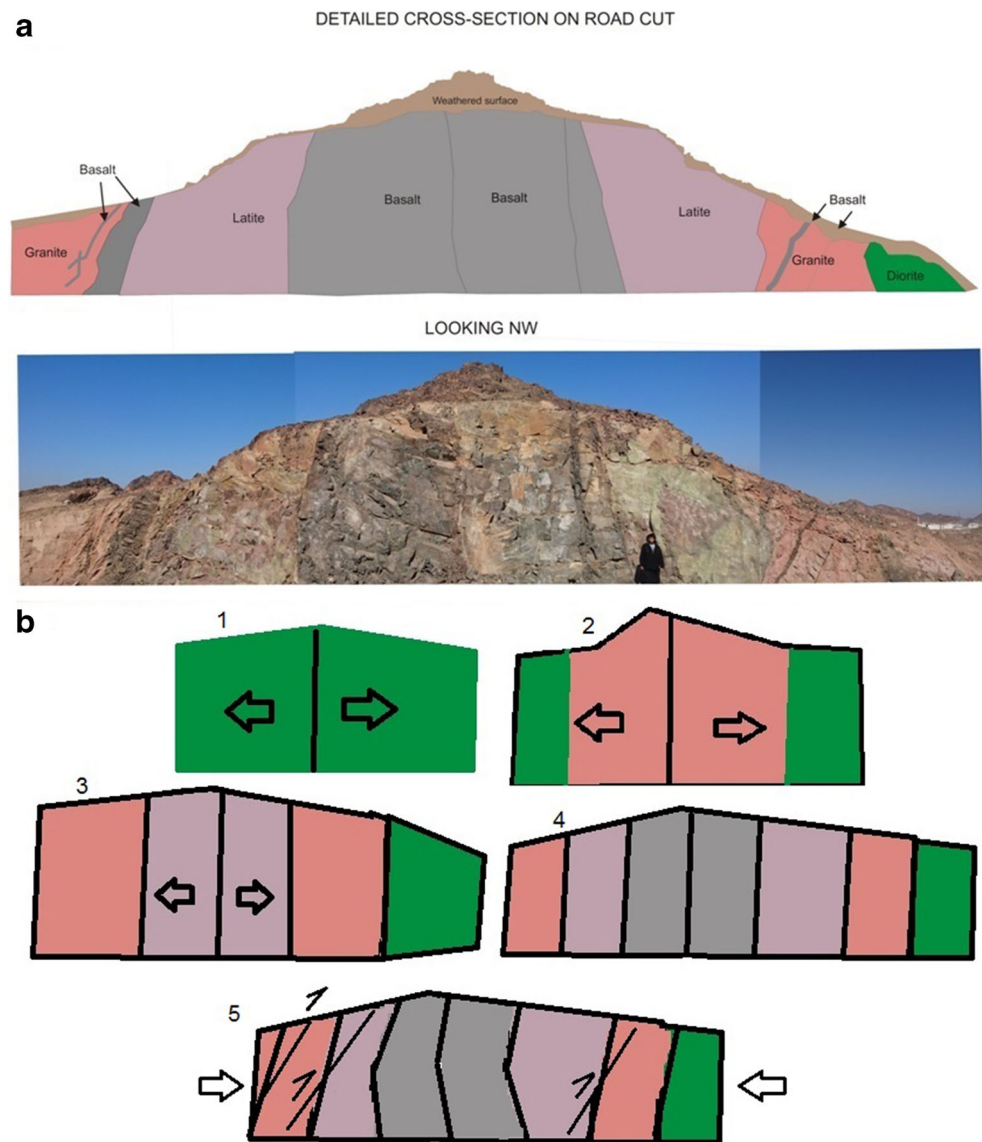 a
DETAILED CROSS-SECTION ON ROAD CUT
Weathered surface
Basalt
Basalt
Basalt
Basalt
Latite
Latite
Granite
Granite
Diorite
LOOKING NW
b
1
2
3
4
5